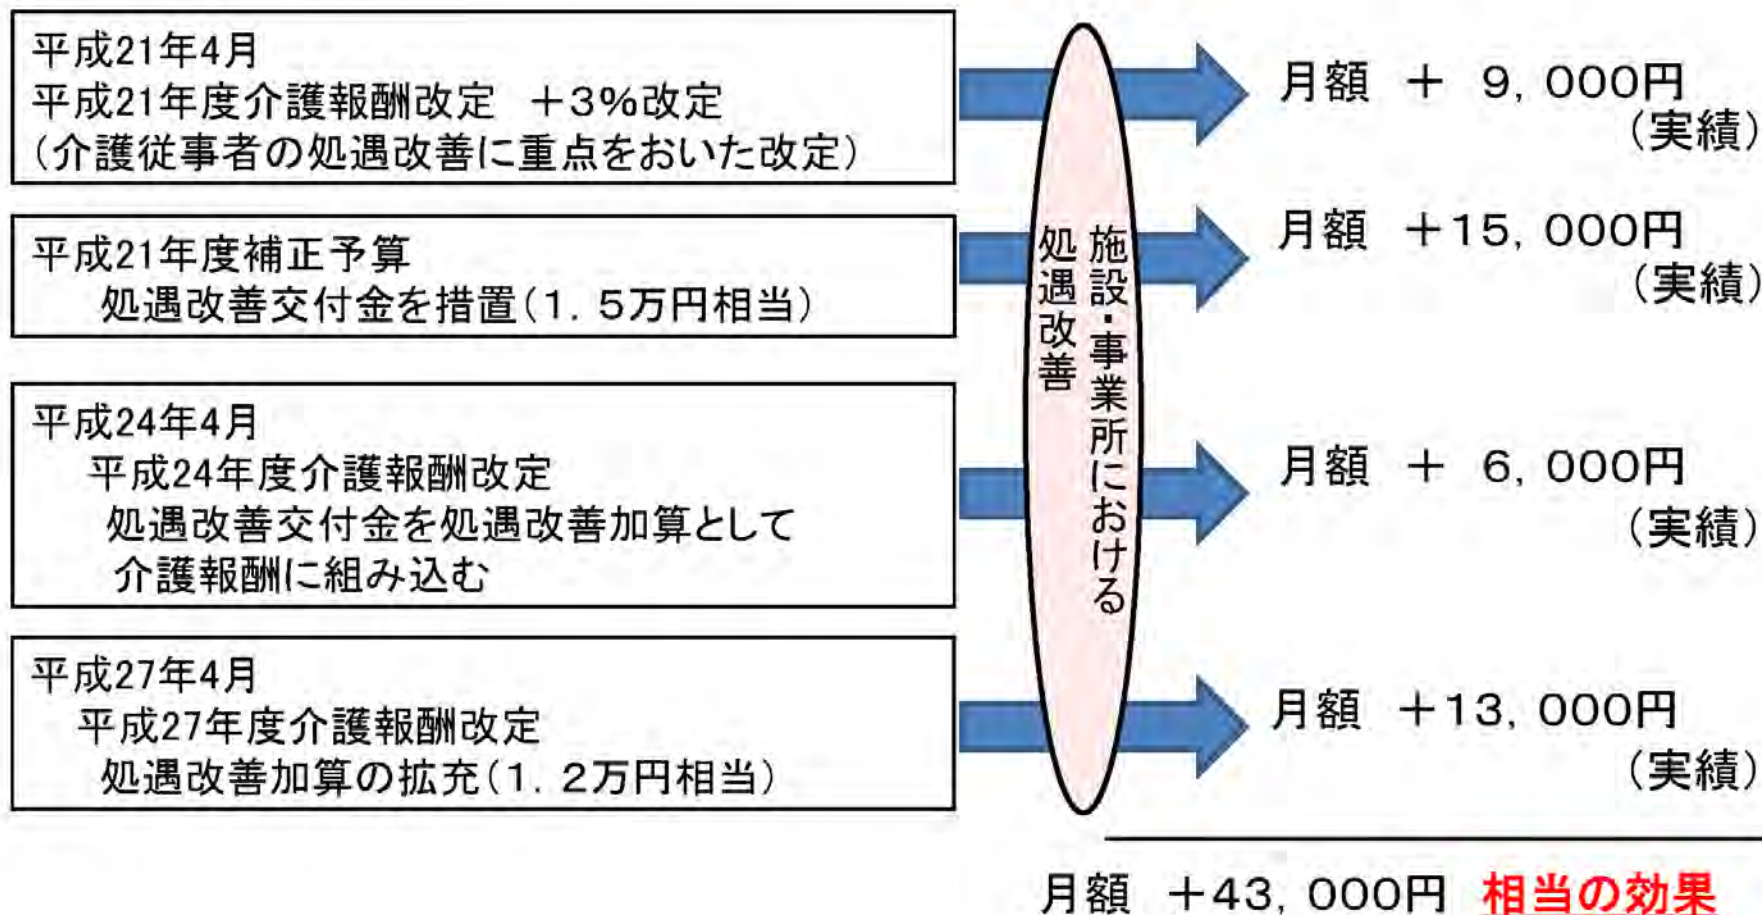 平成21年4月
平成21年度介護報酬改定　＋3％改定
（介護従事者の処遇改善に重点をおいた改定）
月額　＋　9，000円
（実績）
平成21年度補正予算
処遇改善交付金を措置（1．5万円相当）
月額　＋15，000円
（実績）
平成24年4月
平成24年度介護報酬改定
処遇改善交付金を処遇改善加算として
介護報酬に組み込む
月額　＋　6，000円
（実績）
平成27年4月
平成27年度介護報酬改定
処遇改善加算の拡充（1．2万円相当）
月額　＋13，000円
（実績）
施設・事業所における
処遇改善
月額　＋43，000円　相当の効果